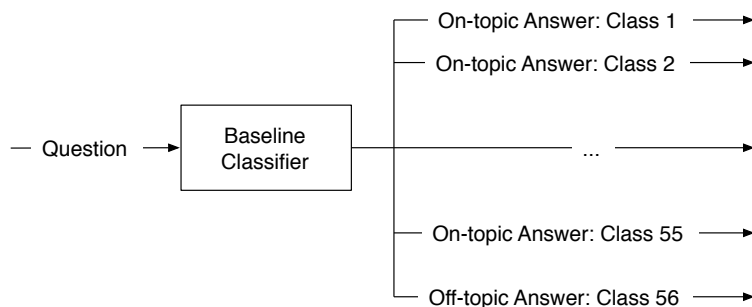 On-topic Answer: Class 1
On-topic Answer: Class 2
Question
Baseline
Classifier
...
On-topic Answer: Class 55
Off-topic Answer: Class 56